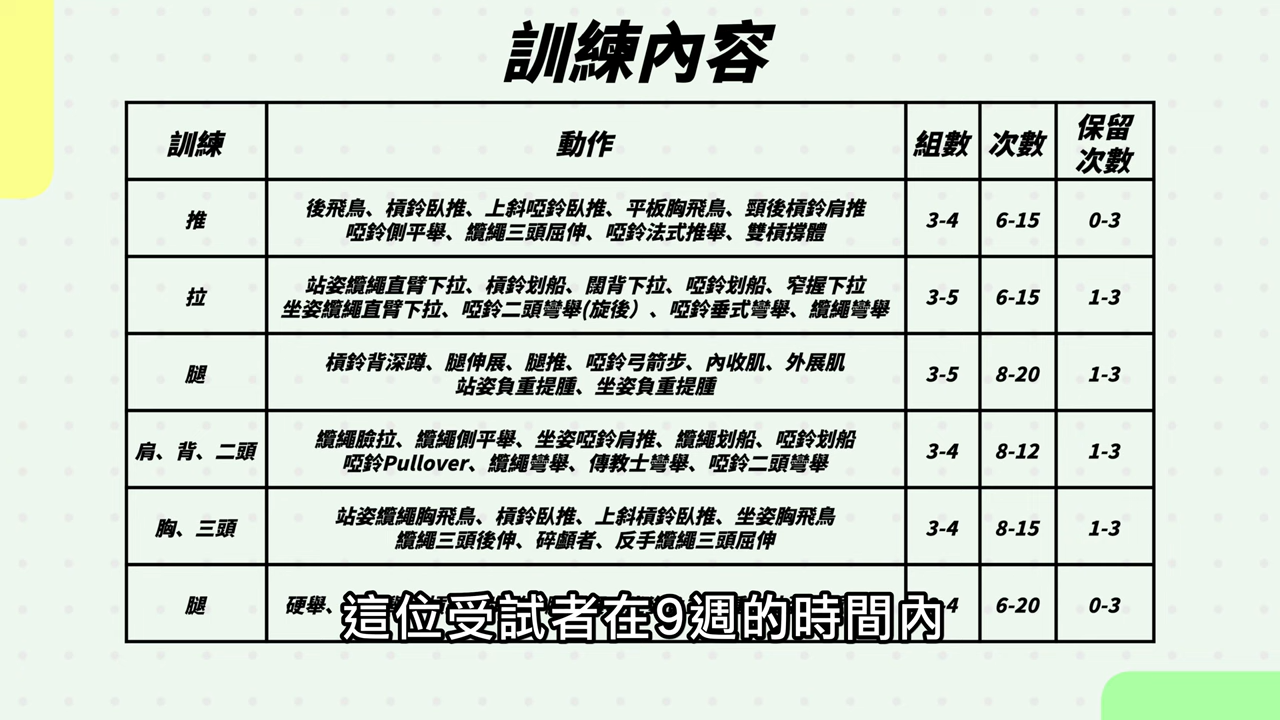 訓練內容
訓練 動作 組數 次數 保留次數
推 後飛鳥、槓鈴臥推、上斜啞鈴臥推、平板胸飛鳥、頸後槓鈴肩推 3-4 6-15 0-3
啞鈴側平舉、纜繩三頭屈伸、啞鈴法式推舉、雙槓撐體
拉 站姿纜繩直臂下拉、槓鈴划船、闊背下拉、啞鈴划船、窄握下拉 3-5 6-15 1-3
坐姿纜繩直臂下拉、啞鈴二頭彎舉(旋後）、啞鈴垂式彎舉、纜繩彎舉
腿 槓鈴背深蹲、腿伸展、腿推、啞鈴弓箭步、內收肌、外展肌 3-5 8-20 1-3
站姿負重提腫、坐姿負重提腫
肩、背、二頭 纜繩臉拉、纜繩側平舉、坐姿啞鈴肩推、纜繩划船、啞鈴划船 3-4 8-12 1-3
啞鈴Pullover、纜繩彎舉、傳教士彎舉、啞鈴二頭彎舉
胸、三頭 站姿纜繩胸飛鳥、槓鈴臥推、上斜槓鈴臥推、坐姿胸飛鳥 3-4 8-15 1-3
纜繩三頭後伸、碎顱者、反手纜繩三頭屈伸
腿 硬舉、 6-20 0-3
這位受試者在9週的時間內